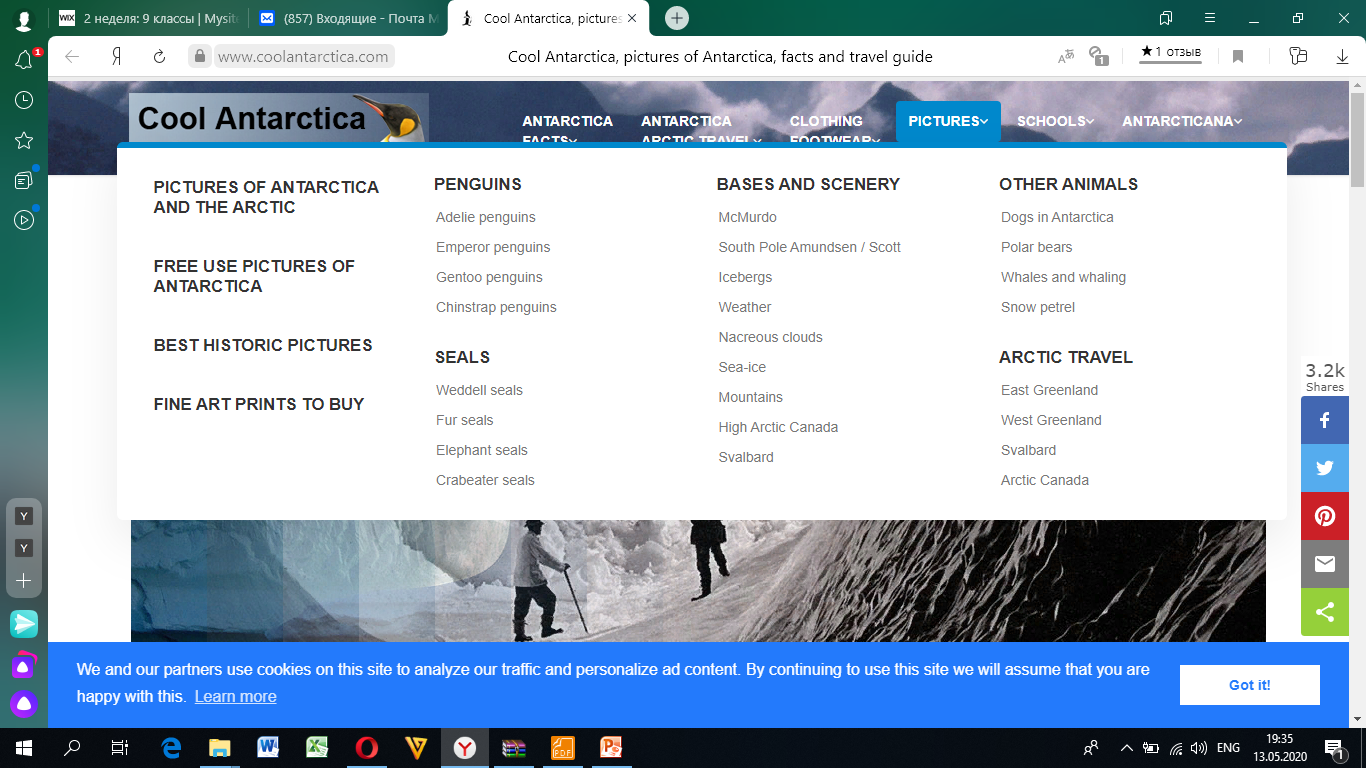 2 неделя: 9 классы | Mysit
(857) Входящие - Почта M
Cool Antarctica, pictures
www.coolantarctica.com
Cool Antarctica, pictures of Antarctica, facts and travel guide
1
★ 1 отзыв
1
Cool Antarctica
ANTARCTICA
FACTS
ANTARCTICA
ARCTIC TRAVEL
CLOTHING
FOOTWEAR
PICTURES
SCHOOLS
ANTARCTICANA
PICTURES OF ANTARCTICA
AND THE ARCTIC
FREE USE PICTURES OF
ANTARCTICA
BEST HISTORIC PICTURES
FINE ART PRINTS TO BUY
PENGUINS
Adelie penguins
Emperor penguins
Gentoo penguins
Chinstrap penguins
SEALS
Weddell seals
Fur seals
Elephant seals
Crabeater seals
BASES AND SCENERY
McMurdo
South Pole Amundsen / Scott
Icebergs
Weather
Nacreous clouds
Sea-ice
Mountains
High Arctic Canada
Svalbard
OTHER ANIMALS
Dogs in Antarctica
Polar bears
Whales and whaling
Snow petrel
ARCTIC TRAVEL
East Greenland
West Greenland
Svalbard
Arctic Canada
3.2k
Shares
Y
Y
We and our partners use cookies on this site to analyze our traffic and personalize ad content. By continuing to use this site we will assume that you are
happy with this. Learn more
Got it!
ENG
19:35
13.05.2020
1